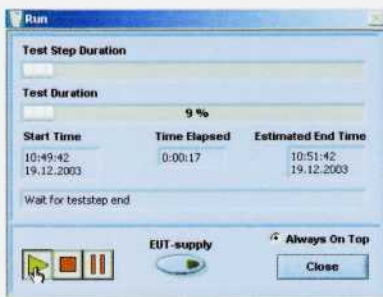 Run
Test Step Duration
Test Duration
9 %
Start Time Time Elapsed Estimated End Time
10:49:42 0:00:17 10:51:42
19.12.2003 19.12.2003
Wait for teststep end
EUT-supply Always On Top
Close